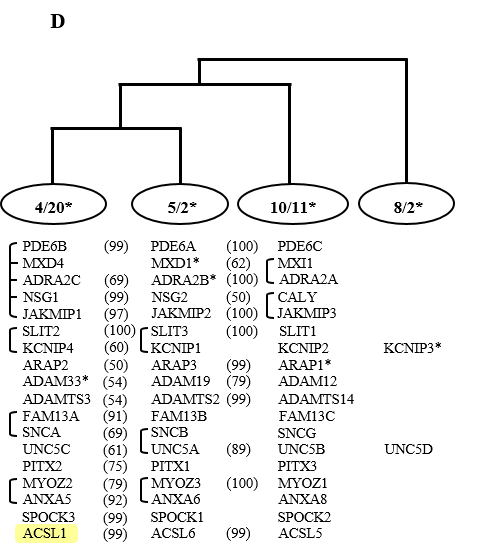 D
4/20* 5/2* 10/11* 8/2*
PDE6B (99) PDE6A (100) PDE6C
MXD4 MXD1* (62) MXI1
ADRA2C (69) ADRA2B* (100) ADRA2A
NSG1 (99) NSG2 (50) CALY
JAKMIP1 (97) JAKMIP2 (100) JAKMIP3
SLIT2 (100) SLIT3 (100) SLIT1
KCNIP4 (60) KCNIP1 KCNIP2 KCNIP3*
ARAP2 (50) ARAP3 (99) ARAP1*
ADAM33* (54) ADAM19 (79) ADAM12
ADAMTS3 (54) ADAMTS2 (99) ADAMTS14
FAM13A (91) FAM13B FAM13C
SNCA (69) SNCB SNCG
UNC5C (61) UNC5A (89) UNC5B UNC5D
PITX2 (75) PITX1 PITX3
MYOZ2 (79) MYOZ3 (100) MYOZ1
ANXA5 (92) ANXA6 ANXA8
SPOCK3 (99) SPOCK1 SPOCK2
ACSL1 (99) ACSL6 (99) ACSL5